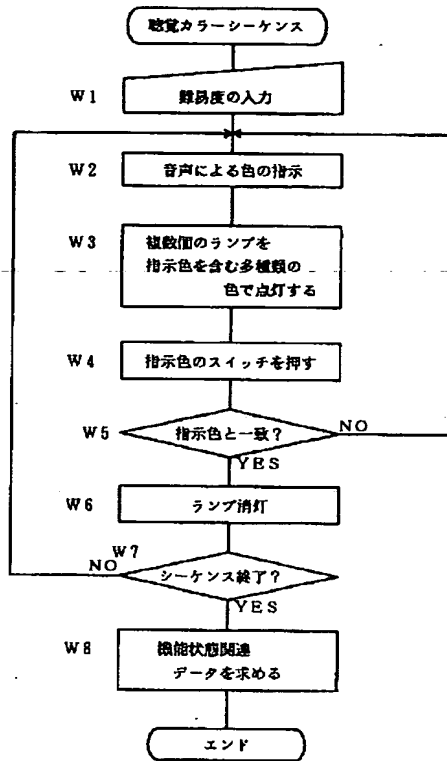 聴覚カラーシーケンス
W1
難易度の入力
W2
音声による色の指示
W3
複数個のランプを
指示色を含む多種類の
色で点灯する
W4
指示色のスイッチを押す
W5
指示色と一致?
NO
YES
W6
ランプ消灯
W7
NO
シーケンス終了?
YES
W8
機能状態関連
データを求める
エンド